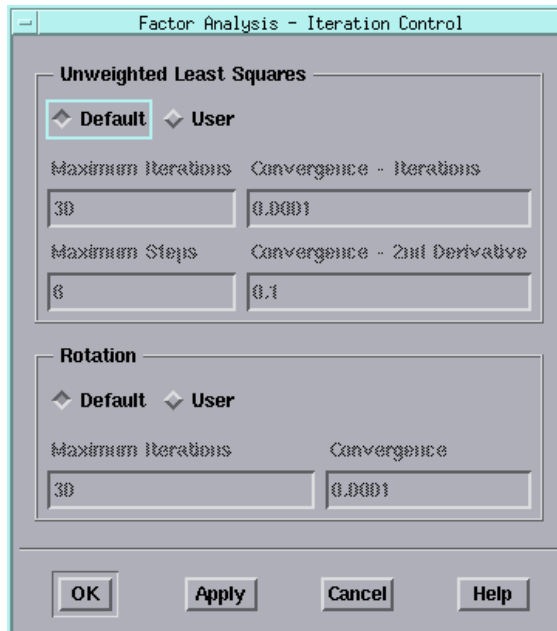 Factor Analysis - Iteration Control
Unweighted Least Squares
Default User
Maximum Iterations Convergence - Iterations
30 0.0001
Maximum Steps Convergence - 2nd Derivative
6 0.1
Rotation
Default User
Maximum Iterations Convergence
30 0.0001
OK Apply Cancel Help